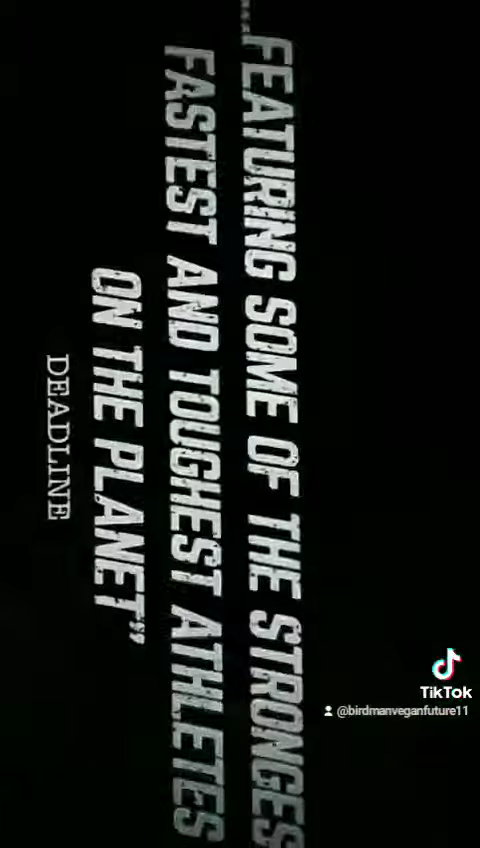 ...FEATURING SOME OF THE STRONGES
FASTEST AND TOUGHEST ATHLETES
ON THE PLANET”
DEADLINE
TikTok
@birdmanveganfuture11